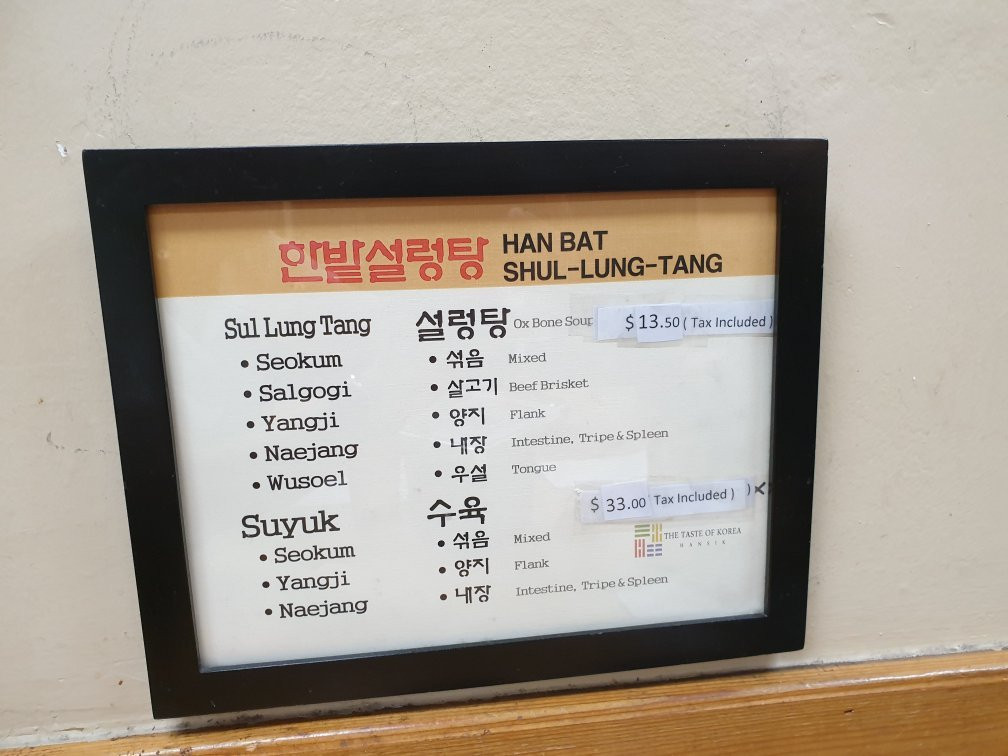 한밭설렁탕 HAN BAT
SHUL-LUNG-TANG
Sul Lung Tang 설렁탕 Ox Bone Soup $13.50 ( Tax Included )
• Seokum • 섞음 Mixed
• Salgogi • 살고기 Beef Brisket
• Yangji • 양지 Flank
• Naejang • 내장 Intestine, Tripe & Spleen
• Wusoel • 우설 Tongue
Suyuk 수육 $ 33.00 Tax Included ) )
• Seokum • 섞음 Mixed
• Yangji • 양지 Flank
• Naejang • 내장 Intestine, Tripe & Spleen
THE TASTE OF KOREA
HANSIK